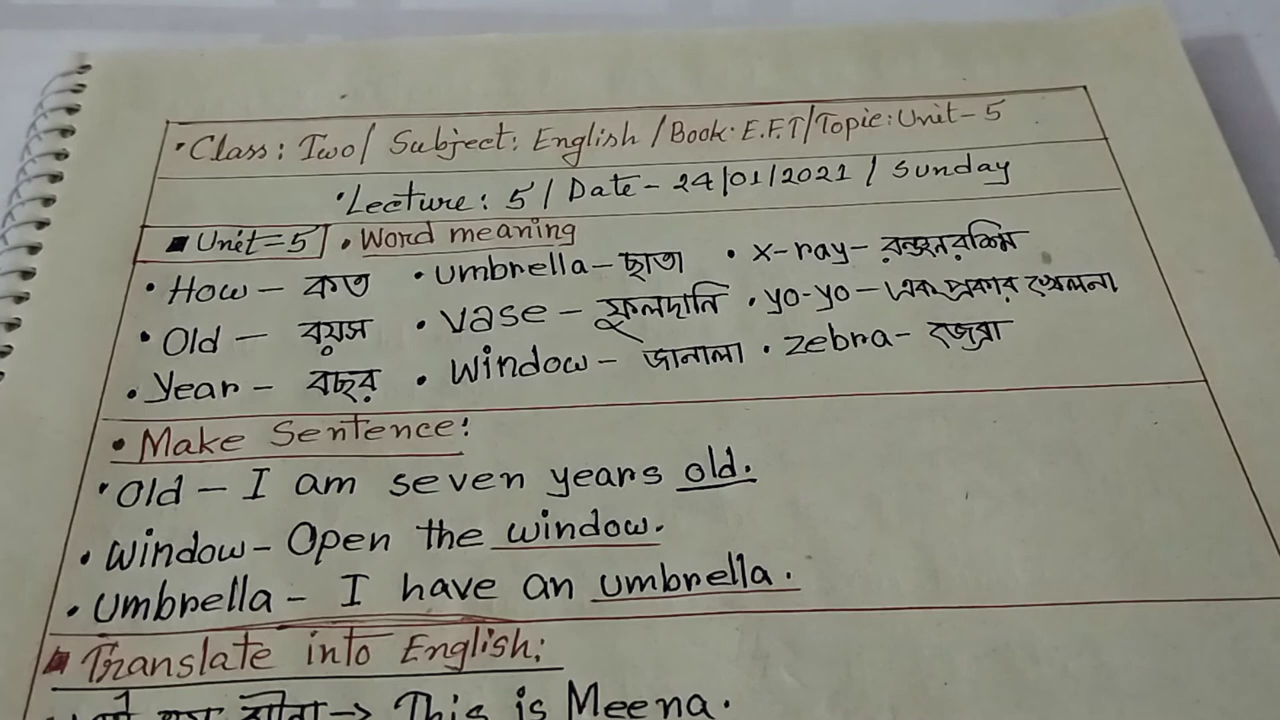 • Class: Two/ Subject: English /Book: E.F.T/Topic: Unit-5
• Lecture: 5 / Date - 24/01/2021 / Sunday
■ Unit=5 • Word meaning
• How - কত • umbrella - ছাতা • x-ray - রঞ্জনরশ্মি
• Old - বয়স • vase - ফুলদানি • yo-yo - এক প্রকার খেলনা
• Year - বছর • Window - জানালা • zebra - জেব্রা
• Make Sentence:
• Old - I am seven years old.
• Window - Open the window.
• Umbrella - I have an umbrella.
■ Translate into English:
মীনা → This is Meena.